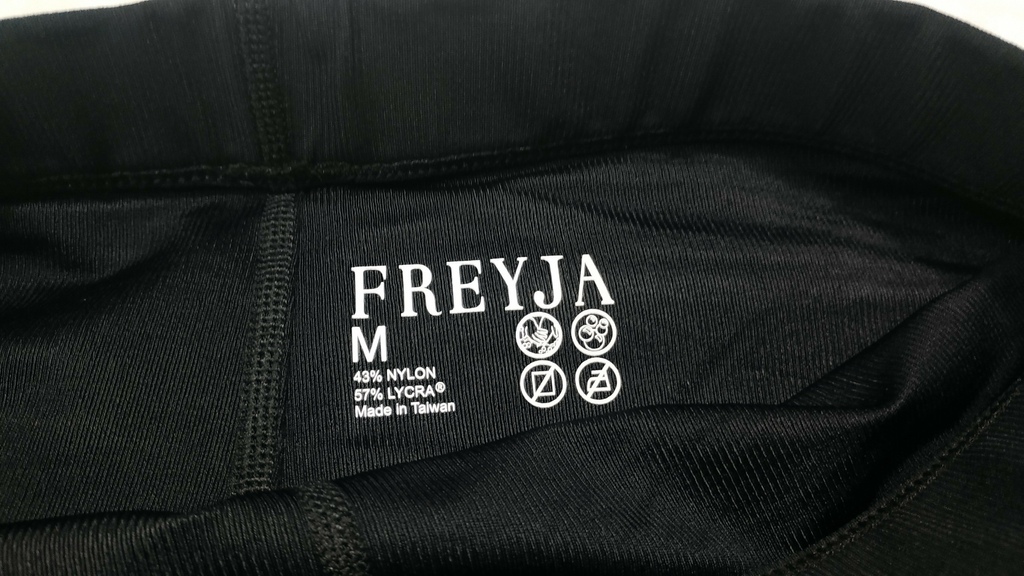 FREYJA
M
43% NYLON
57% LYCRA®
Made In Taiwan